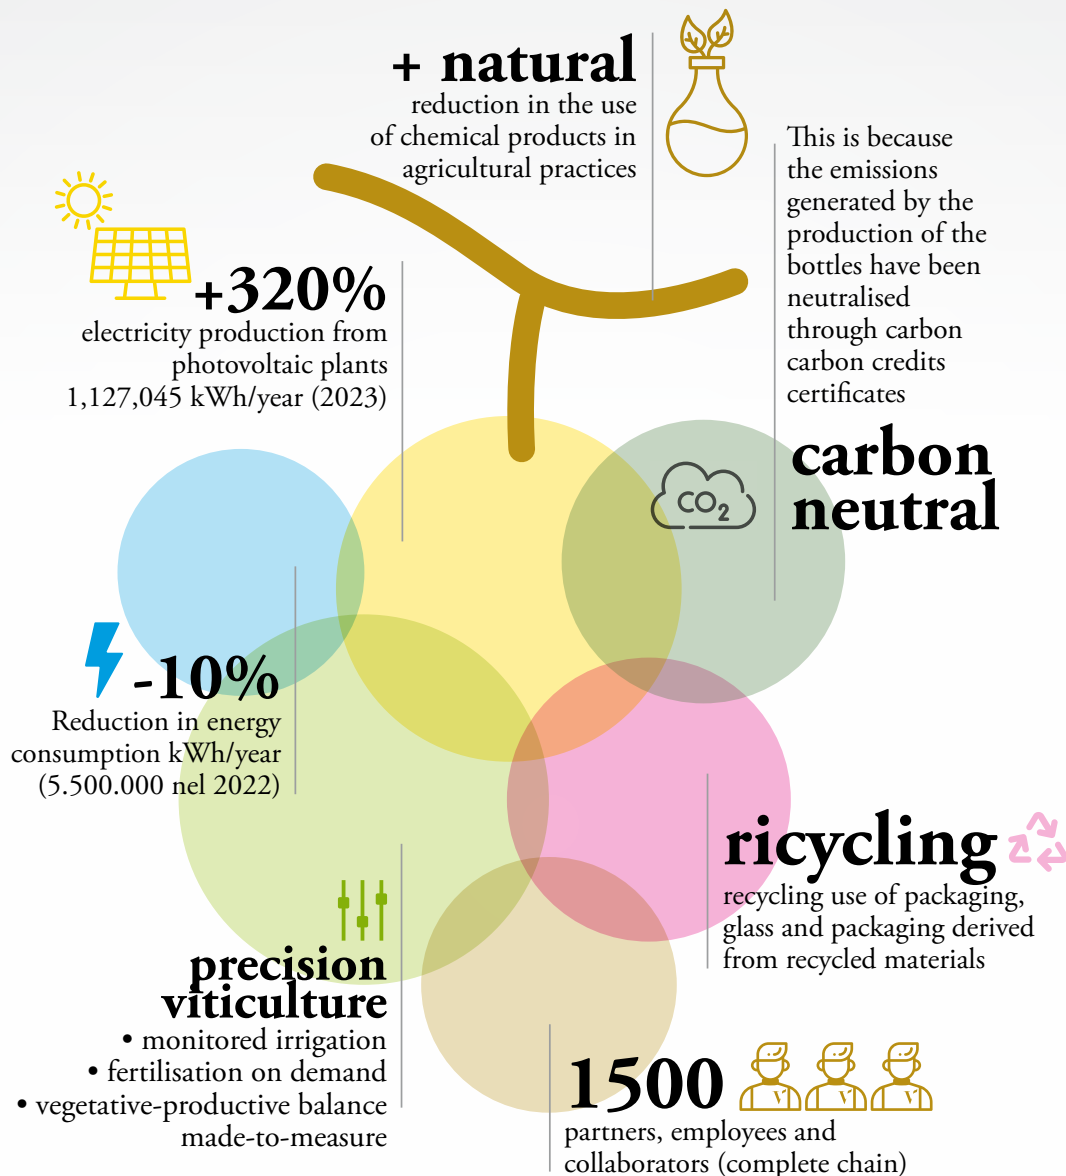 + natural
reduction in the use
of chemical products in
agricultural practices
This is because
the emissions
generated by the
production of the
bottles have been
neutralised
through carbon
carbon credits
certificates
carbon
neutral
CO2
+320%
electricity production from
photovoltaic plants
1,127,045 kWh/year (2023)
-10%
Reduction in energy
consumption kWh/year
(5.500.000 nel 2022)
ricycling
recycling use of packaging,
glass and packaging derived
from recycled materials
precision
viticulture
• monitored irrigation
• fertilisation on demand
• vegetative-productive balance
made-to-measure
1500
partners, employees and
collaborators (complete chain)